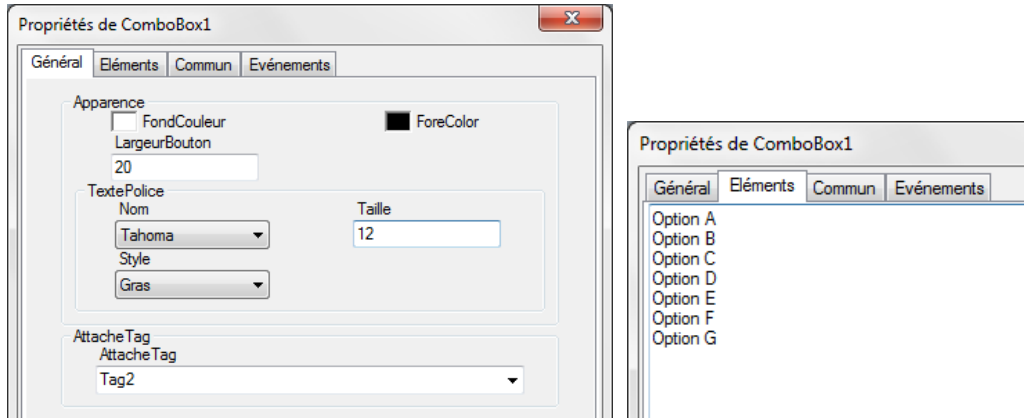 Propriétés de ComboBox1
Général Eléments Commun Evénements
Apparence
FondCouleur ForeColor
LargeurBouton
20
TextePolice
Nom Taille
Tahoma 12
Style
Gras
AttacheTag
AttacheTag
Tag2
Propriétés de ComboBox1
Général Eléments Commun Evénements
Option A
Option B
Option C
Option D
Option E
Option F
Option G